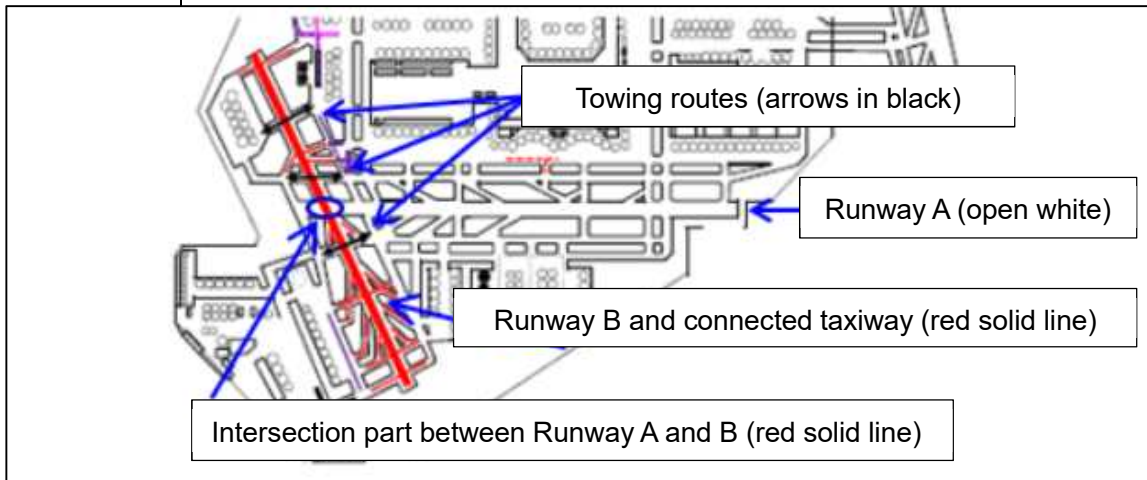 Towing routes (arrows in black)
Runway A (open white)
Runway B and connected taxiway (red solid line)
Intersection part between Runway A and B (red solid line)